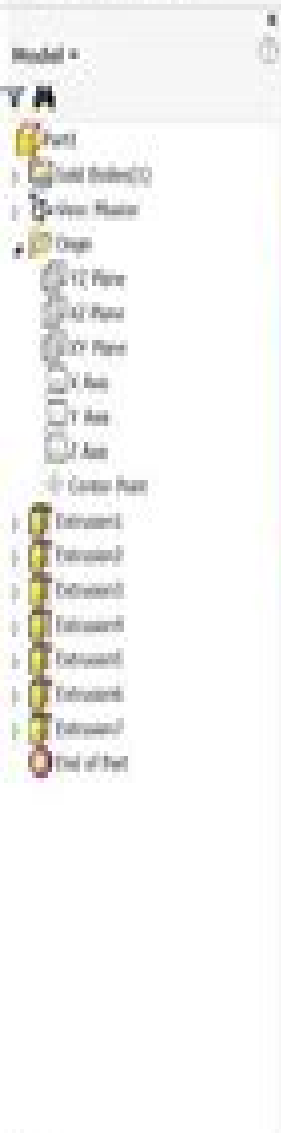 Model
Part1
Solid Bodies(1)
View: Master
Origin
YZ Plane
XZ Plane
XY Plane
X Axis
Y Axis
Z Axis
Center Point
Extrusion1
Extrusion2
Extrusion3
Extrusion4
Extrusion5
Extrusion6
Extrusion7
End of Part